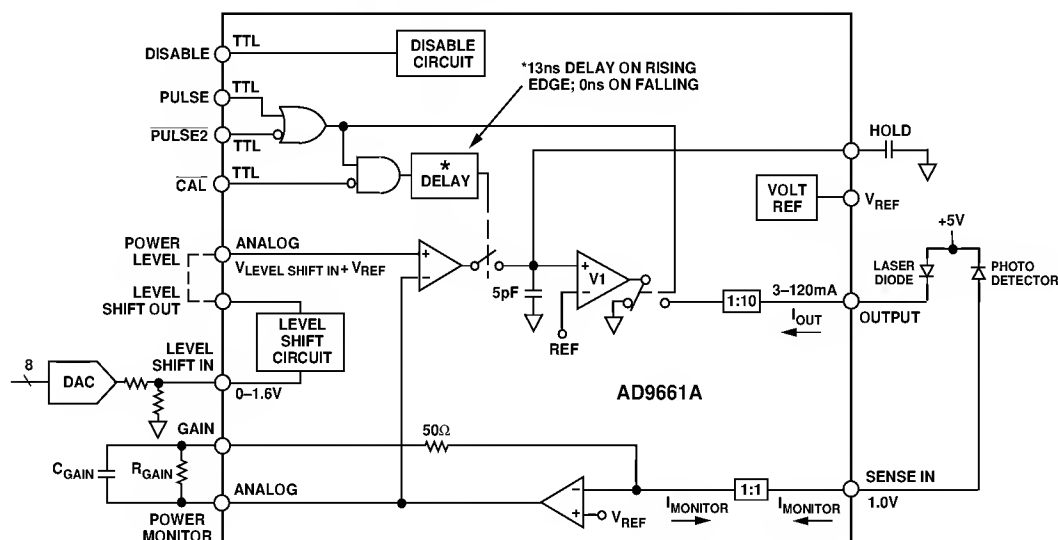 DISABLE
TTL
DISABLE
CIRCUIT
*13ns DELAY ON RISING
EDGE; 0ns ON FALLING
PULSE
TTL
PULSE2
TTL
HOLD
CAL
TTL
*
DELAY
VOLT
REF
VREF
+5V
POWER
LEVEL
ANALOG
VLEVEL SHIFT IN + VREF
+
−
+
−
V1
5pF
REF
LASER
DIODE
PHOTO
DETECTOR
LEVEL
SHIFT OUT
1:10
3–120mA
IOUT
OUTPUT
LEVEL
SHIFT
CIRCUIT
LEVEL
SHIFT IN
8
DAC
0–1.6V
AD9661A
GAIN
50Ω
CGAIN
RGAIN
ANALOG
POWER
MONITOR
−
+
VREF
IMONITOR
1:1
IMONITOR
SENSE IN
1.0V